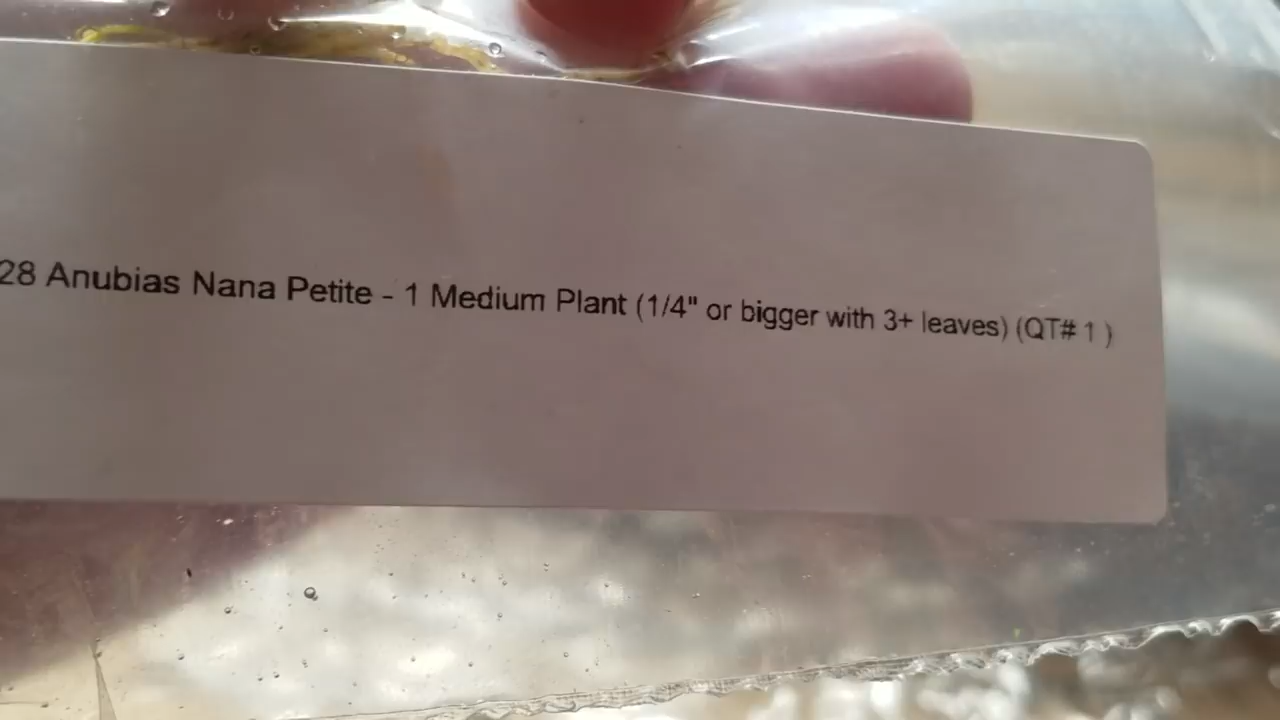 28 Anubias Nana Petite - 1 Medium Plant (1/4" or bigger with 3+ leaves) (QT# 1 )